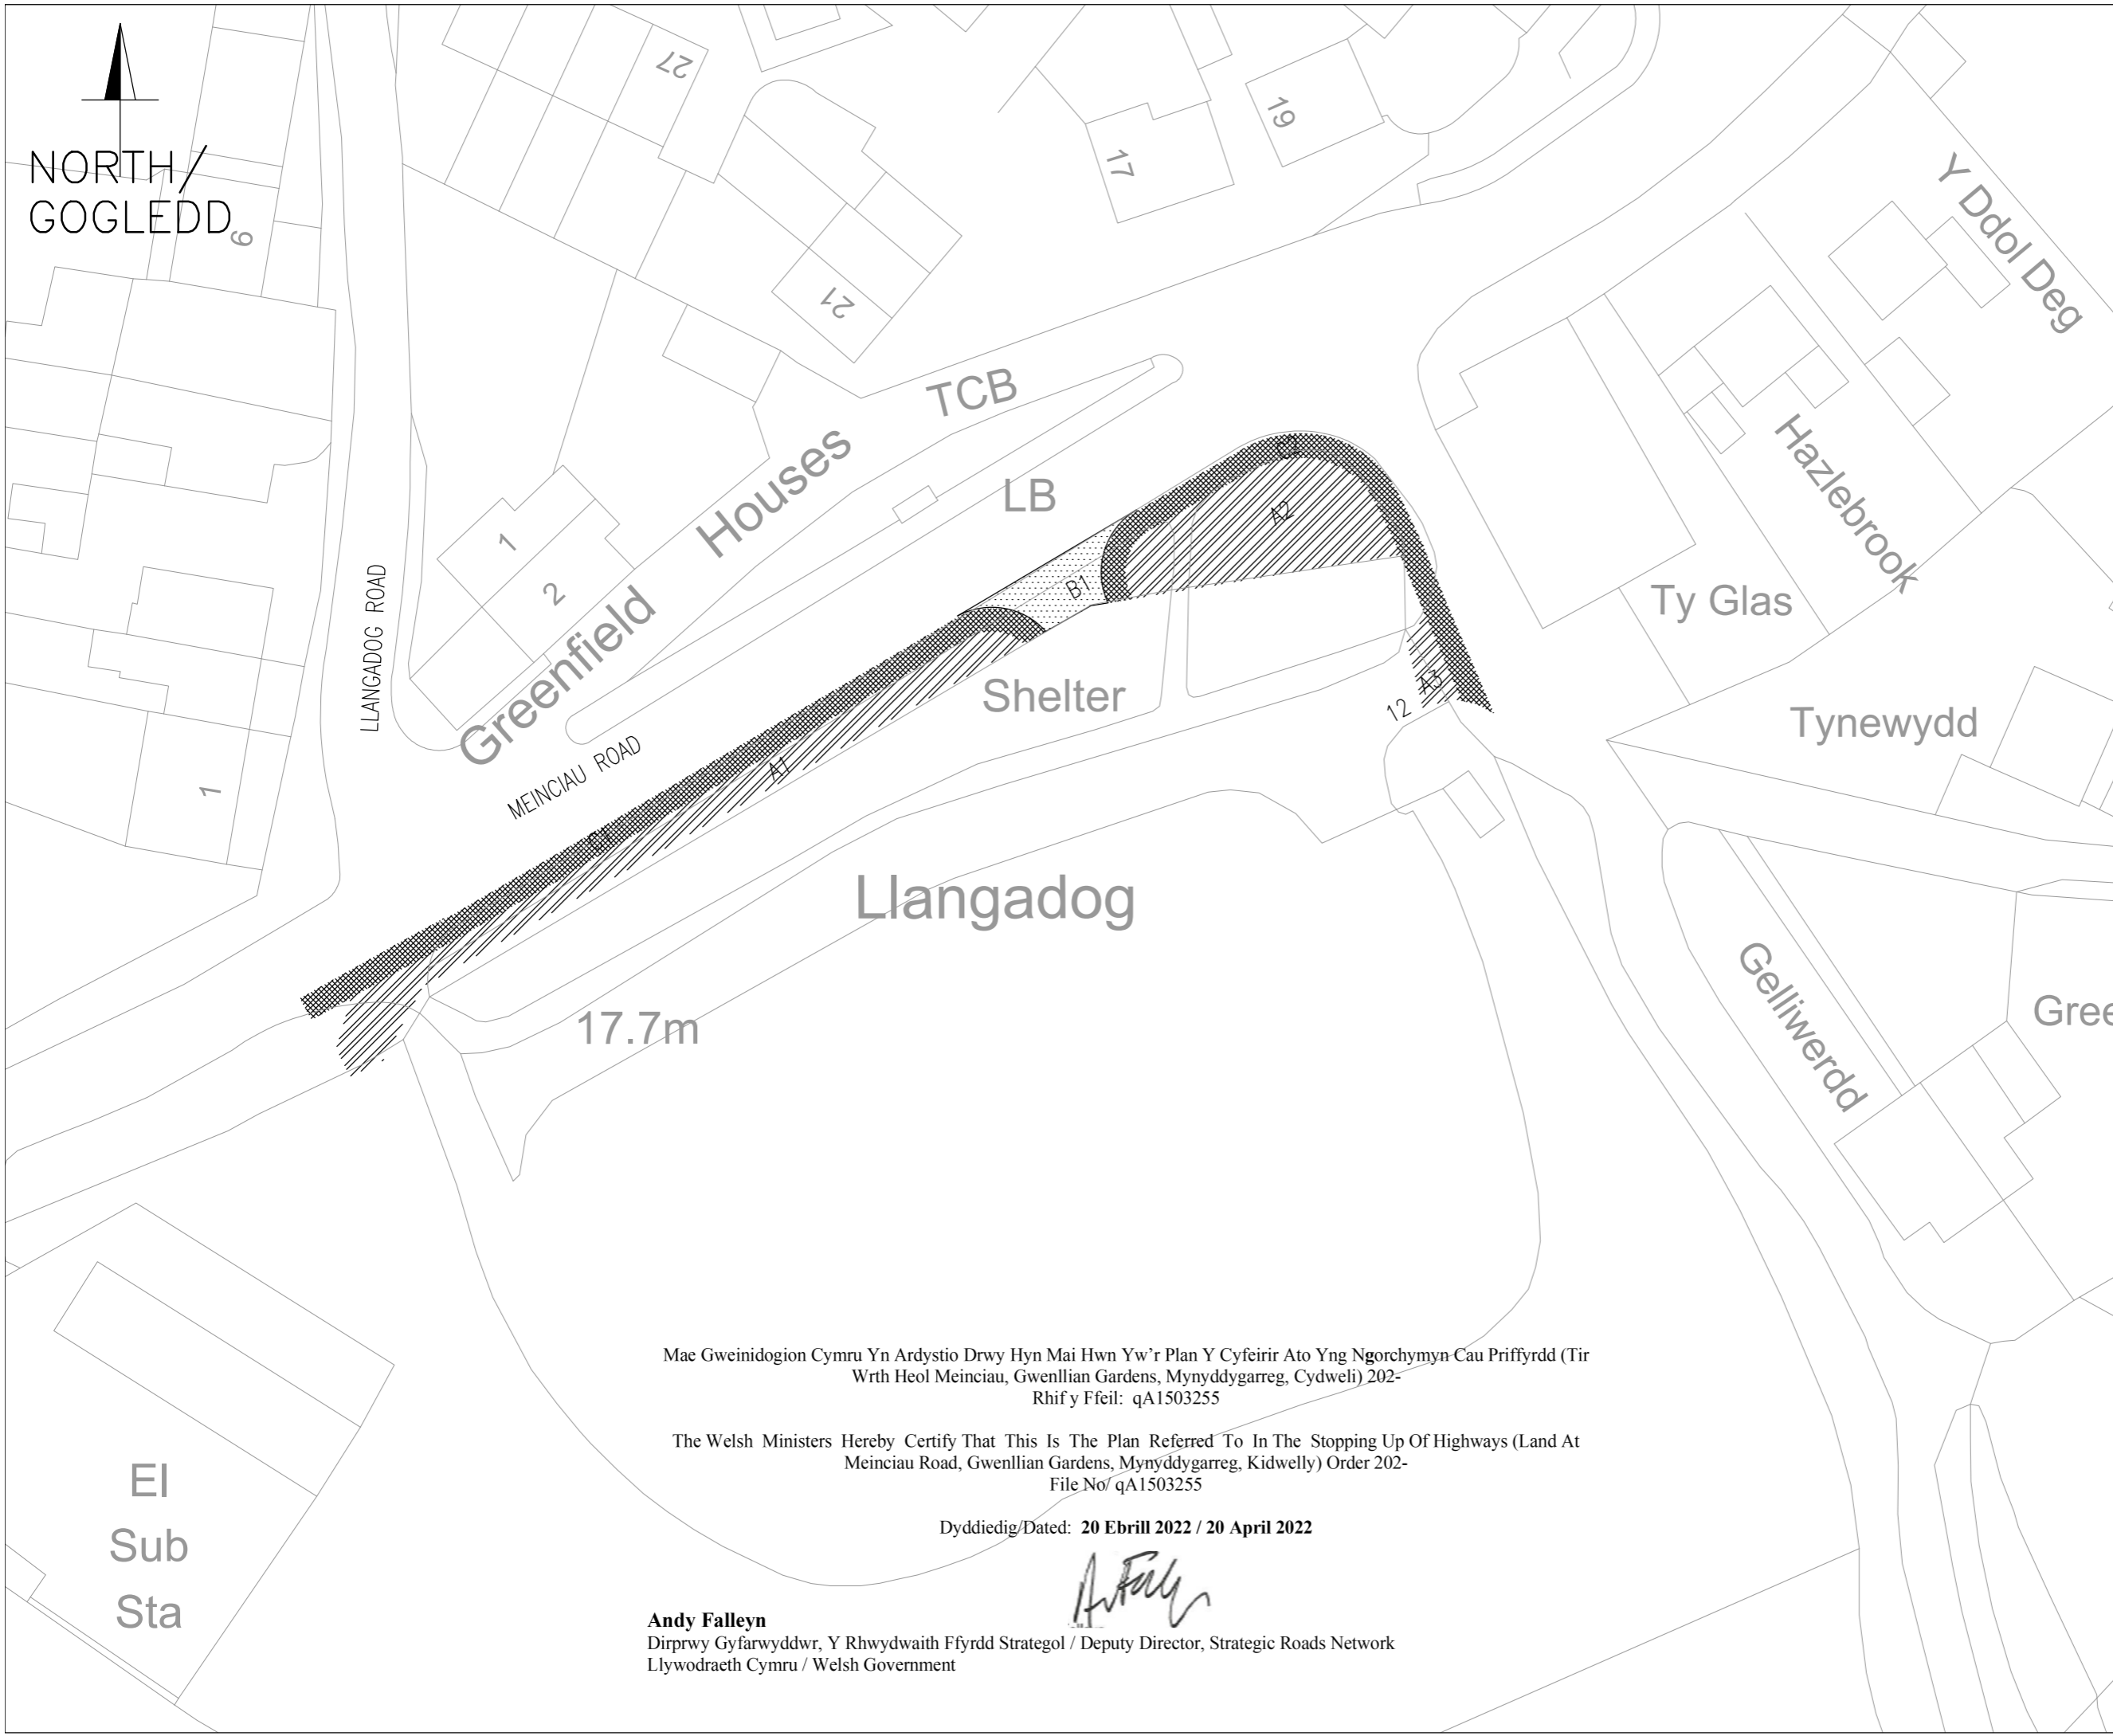 NORTH/
GOGLEDD
9
27
21
17
19
Y Ddol Deg
TCB
Houses
LB
Hazlebrook
1
2
Greenfield
LLANGADOG ROAD
MEINCIAU ROAD
C2
A2
B1
A3
12
A1
Shelter
Ty Glas
Tynewydd
1
Llangadog
17.7m
Gelliwerdd
Gree
El
Sub
Sta
Mae Gweinidogion Cymru Yn Ardystio Drwy Hyn Mai Hwn Yw’r Plan Y Cyfeirir Ato Yng Ngorchymyn Cau Priffyrdd (Tir
Wrth Heol Meinciau, Gwenllian Gardens, Mynyddygarreg, Cydweli) 202-
Rhif y Ffeil: qA1503255
The Welsh Ministers Hereby Certify That This Is The Plan Referred To In The Stopping Up Of Highways (Land At
Meinciau Road, Gwenllian Gardens, Mynyddygarreg, Kidwelly) Order 202-
File No/ qA1503255
Dyddiedig/Dated: 20 Ebrill 2022 / 20 April 2022
Andy Falleyn
Dirprwy Gyfarwyddwr, Y Rhwydwaith Ffyrdd Strategol / Deputy Director, Strategic Roads Network
Llywodraeth Cymru / Welsh Government